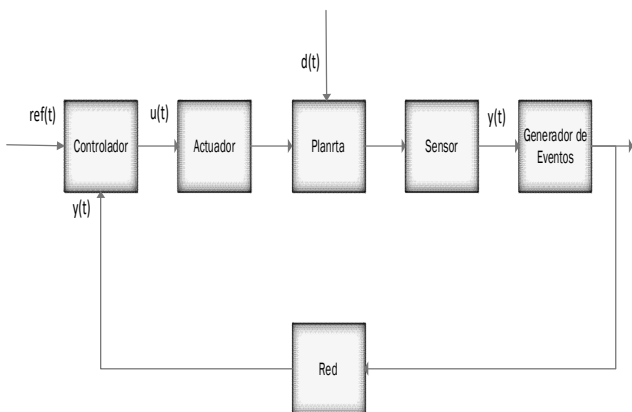 d(t)
ref(t)
Controlador
u(t)
Actuador
Planrta
Sensor
y(t)
Generador de
Eventos
y(t)
Red